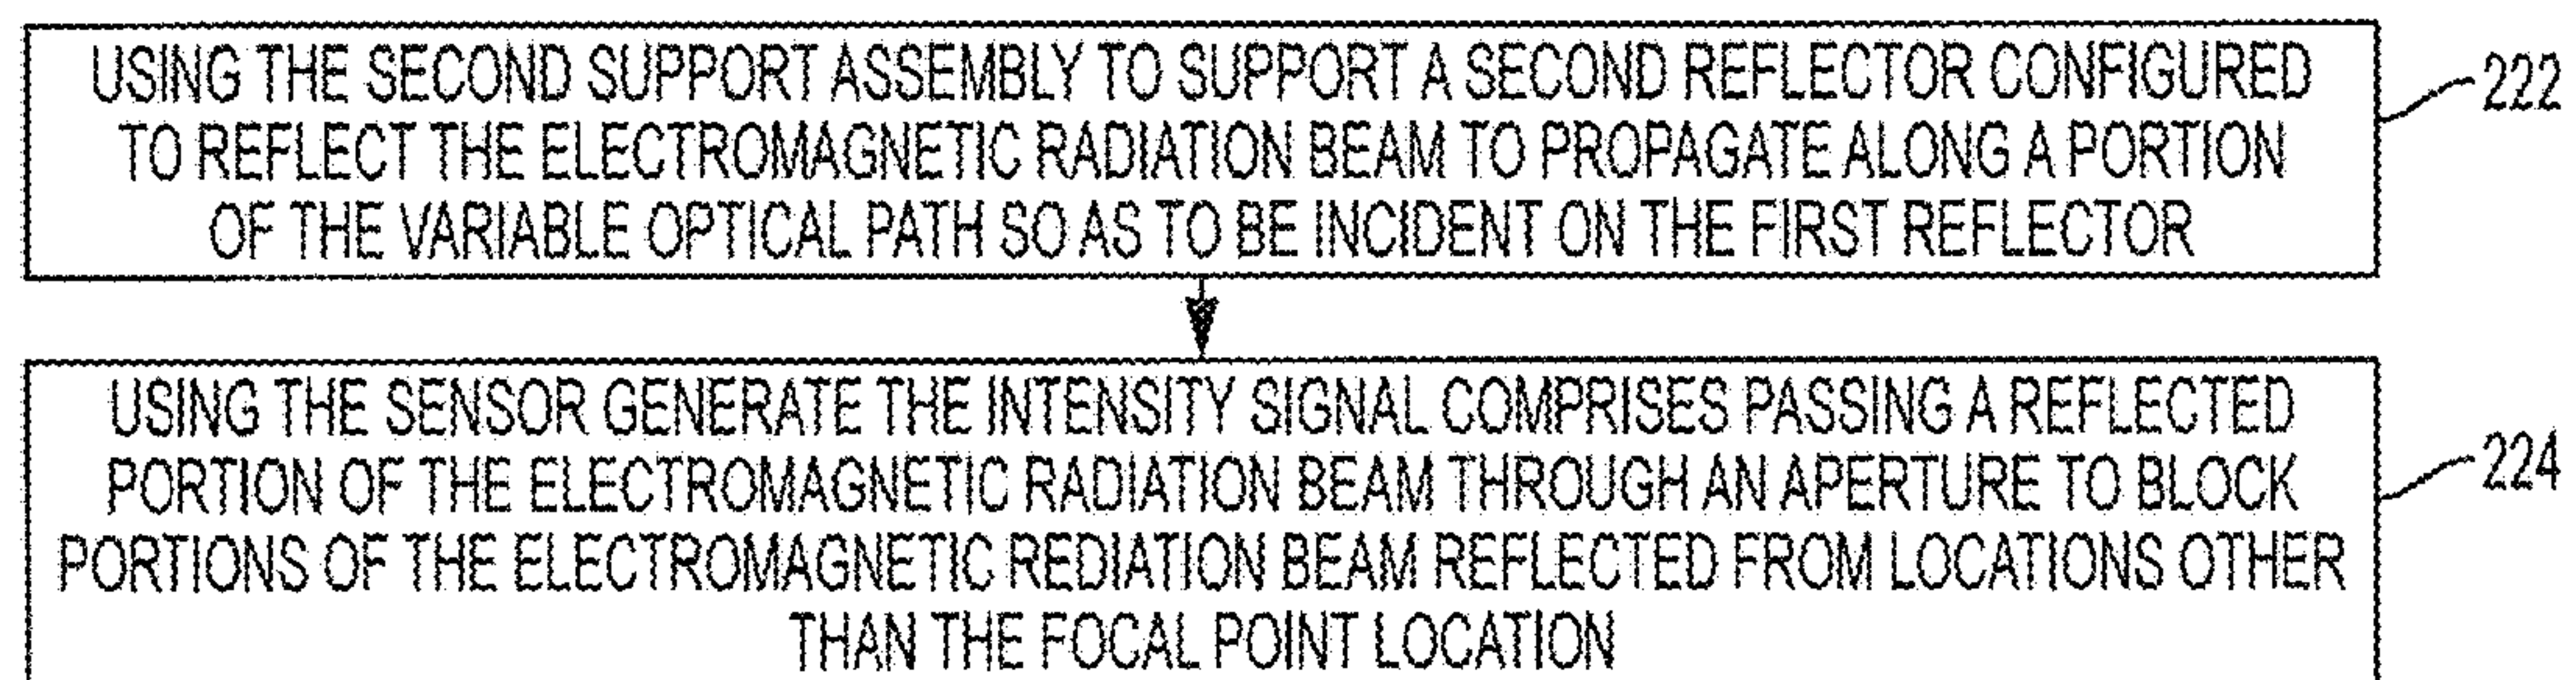 USING THE SECOND SUPPORT ASSEMBLY TO SUPPORT A SECOND REFLECTOR CONFIGURED
TO REFLECT THE ELECTROMAGNETIC RADIATION BEAM TO PROPAGATE ALONG A PORTION
OF THE VARIABLE OPTICAL PATH SO AS TO BE INCIDENT ON THE FIRST REFLECTOR
222
USING THE SENSOR GENERATE THE INTENSITY SIGNAL COMPRISES PASSING A REFLECTED
PORTION OF THE ELECTROMAGNETIC RADIATION BEAM THROUGH AN APERTURE TO BLOCK
PORTIONS OF THE ELECTROMAGNETIC REDIATION BEAM REFLECTED FROM LOCATIONS OTHER
THAN THE FOCAL POINT LOCATION
224